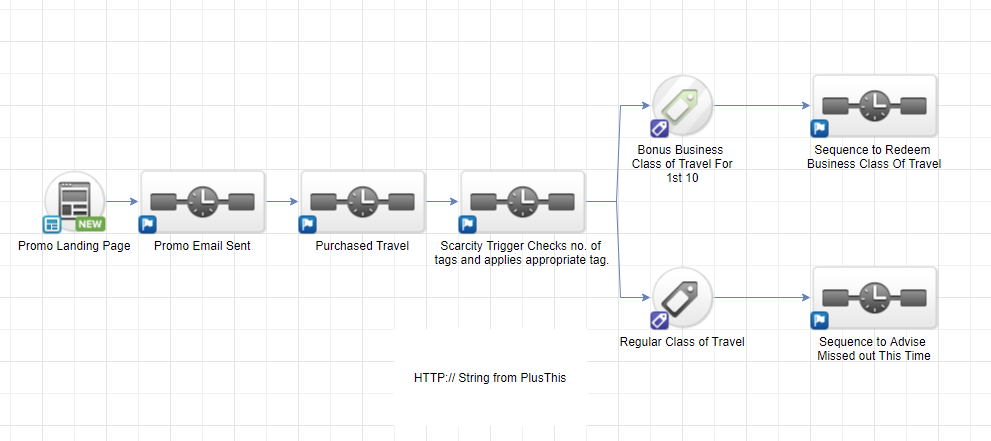 Bonus Business
Class of Travel For
1st 10
Sequence to Redeem
Business Class Of Travel
NEW
Promo Landing Page
Promo Email Sent
Purchased Travel
Scarcity Trigger Checks no. of
tags and applies appropriate tag.
Regular Class of Travel
Sequence to Advise
Missed out This Time
HTTP:// String from PlusThis